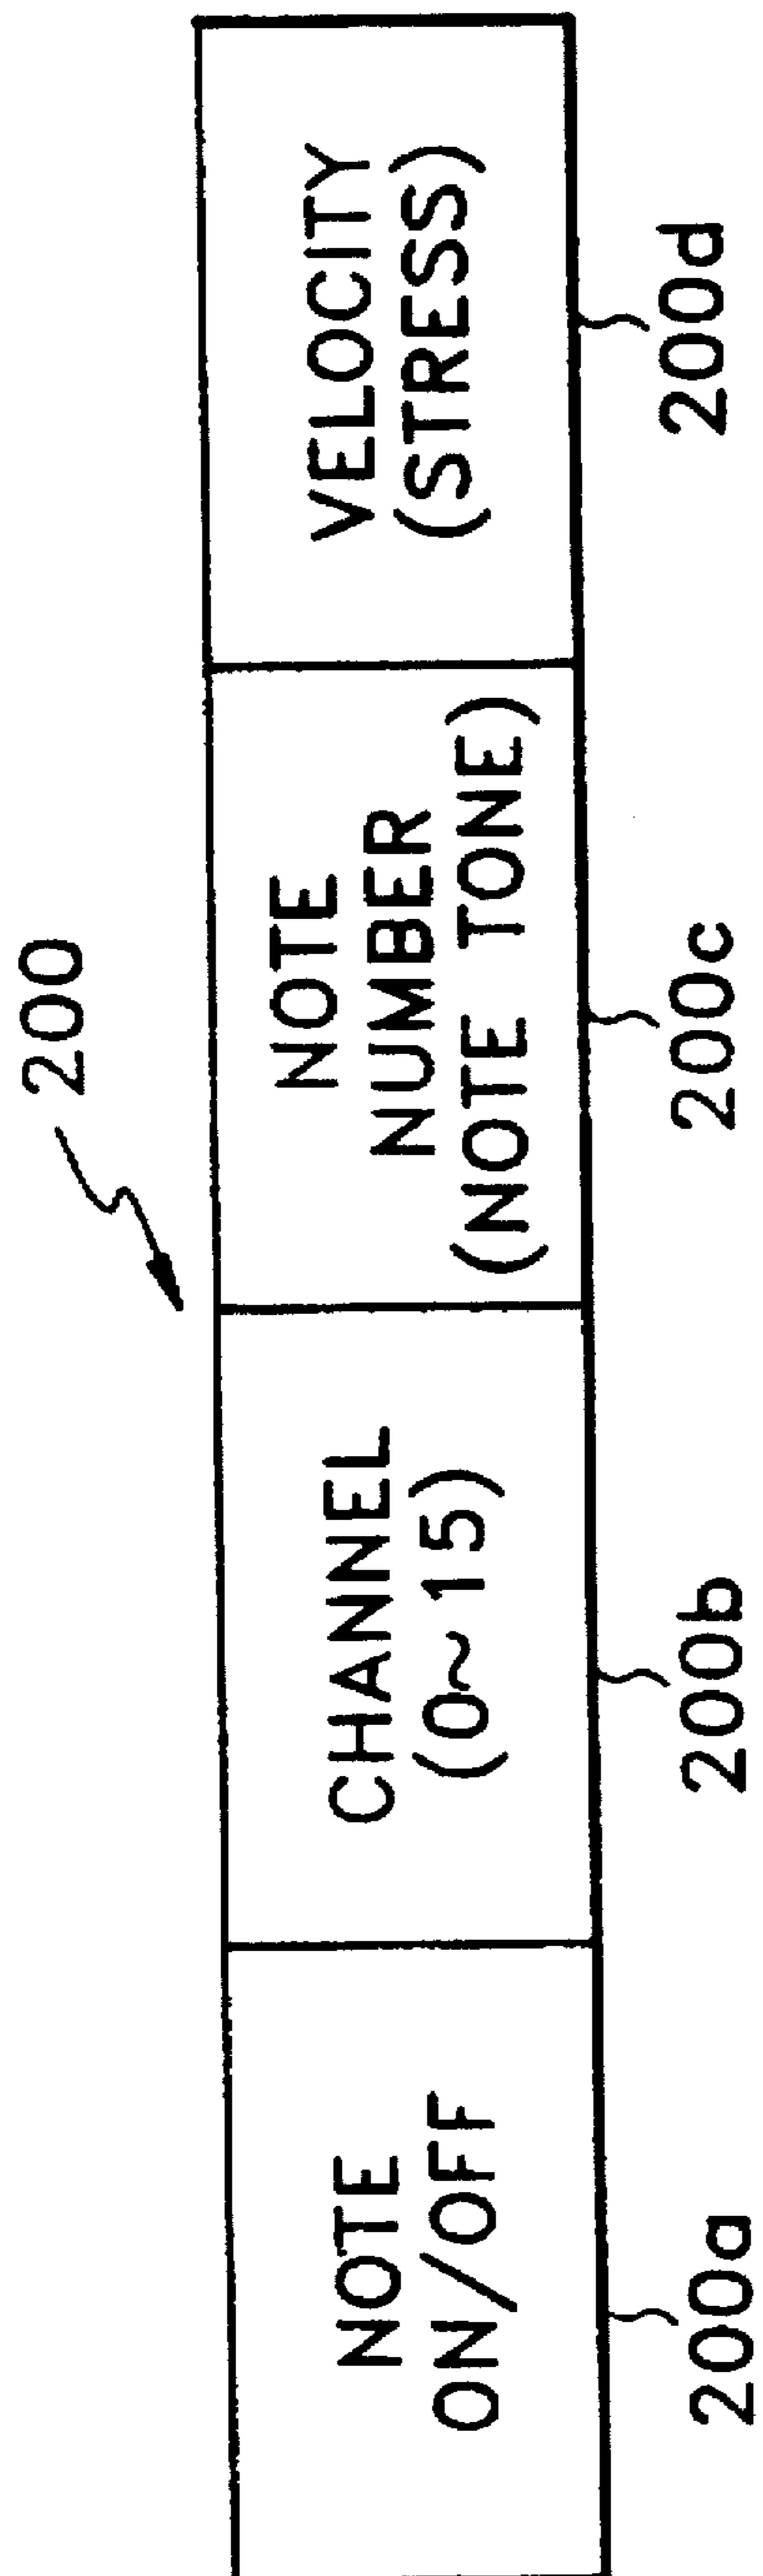 200
NOTE
ON/OFF
CHANNEL
(0~15)
NOTE
NUMBER
(NOTE TONE)
VELOCITY
(STRESS)
200a
200b
200c
200d